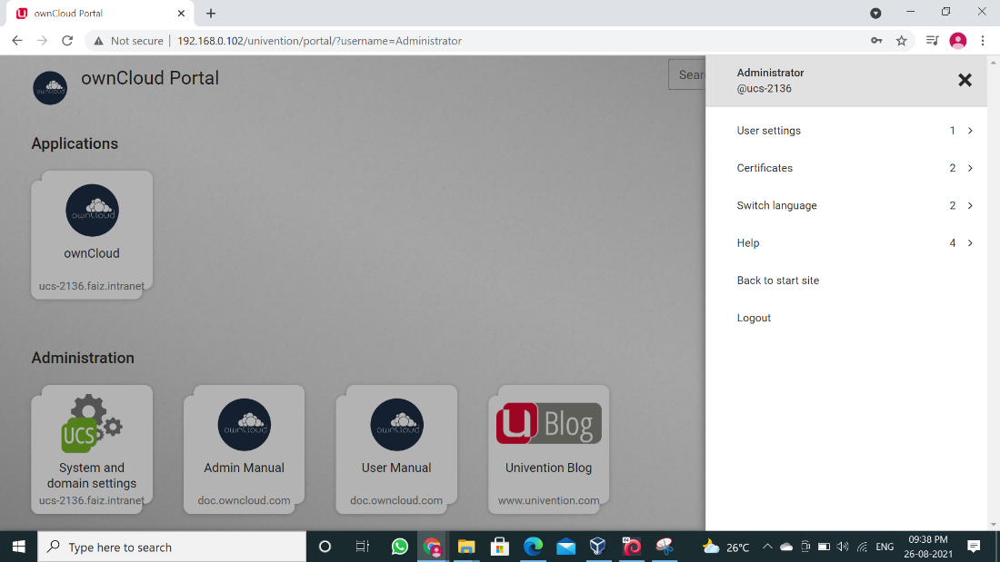 ownCloud Portal
Not secure
192.168.0.102/univention/portal/?username=Administrator
ownCloud
ownCloud Portal
Sear
Administrator
@ucs-2136
User settings 1
Certificates 2
Switch language 2
Help 4
Back to start site
Logout
Applications
ownCloud
ownCloud
ucs-2136.faiz.intranet
Administration
UCS
System and
domain settings
ucs-2136.faiz.intranet
ownCloud
Admin Manual
doc.owncloud.com
ownCloud
User Manual
doc.owncloud.com
u Blog
Univention Blog
www.univention.com
Type here to search
26°C
ENG
09:38 PM
26-08-2021